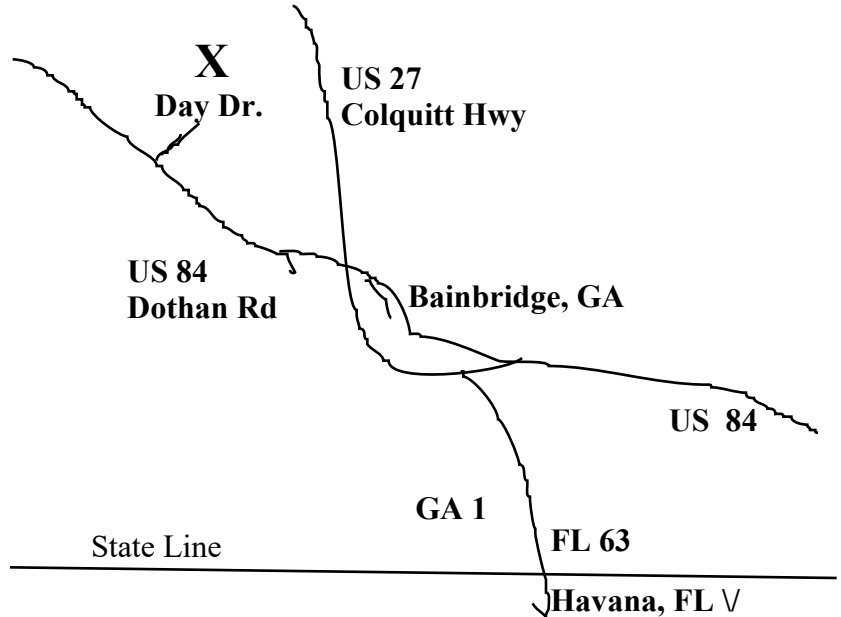 X
Day Dr.
US 27
Colquitt Hwy
US 84
Dothan Rd
Bainbridge, GA
US 84
GA 1
FL 63
State Line
Havana, FL \/